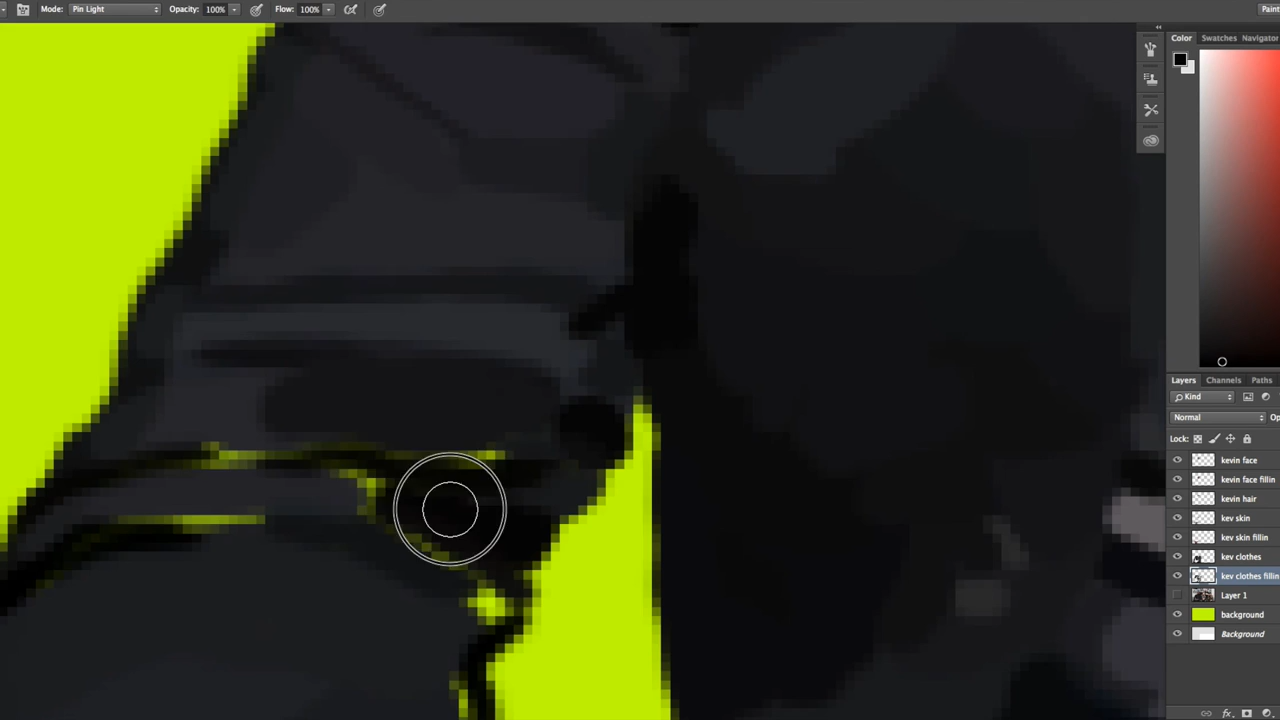 Mode: Pin Light Opacity: 100% Flow: 100% Paint
Color Swatches Navigator
Layers Channels Paths
Kind
Normal Op
Lock:
kevin face
kevin face fillin
kevin hair
kev skin
kev skin fillin
kev clothes
kev clothes fillin
Layer 1
background
Background
fx